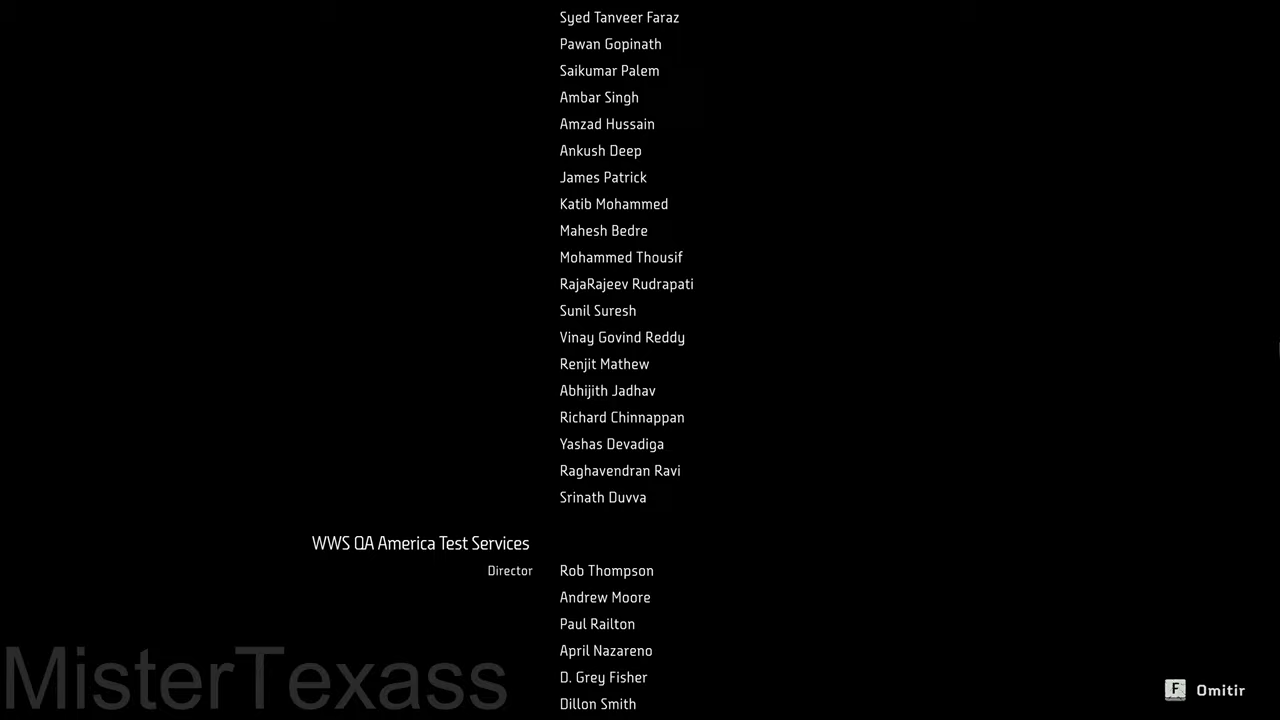 Syed Tanveer Faraz
Pawan Gopinath
Saikumar Palem
Ambar Singh
Amzad Hussain
Ankush Deep
James Patrick
Katib Mohammed
Mahesh Bedre
Mohammed Thousif
RajaRajeev Rudrapati
Sunil Suresh
Vinay Govind Reddy
Renjit Mathew
Abhijith Jadhav
Richard Chinnappan
Yashas Devadiga
Raghavendran Ravi
Srinath Duvva
WWS QA America Test Services
Director Rob Thompson
Andrew Moore
Paul Railton
April Nazareno
D. Grey Fisher
Dillon Smith
MisterTexass
F Omitir